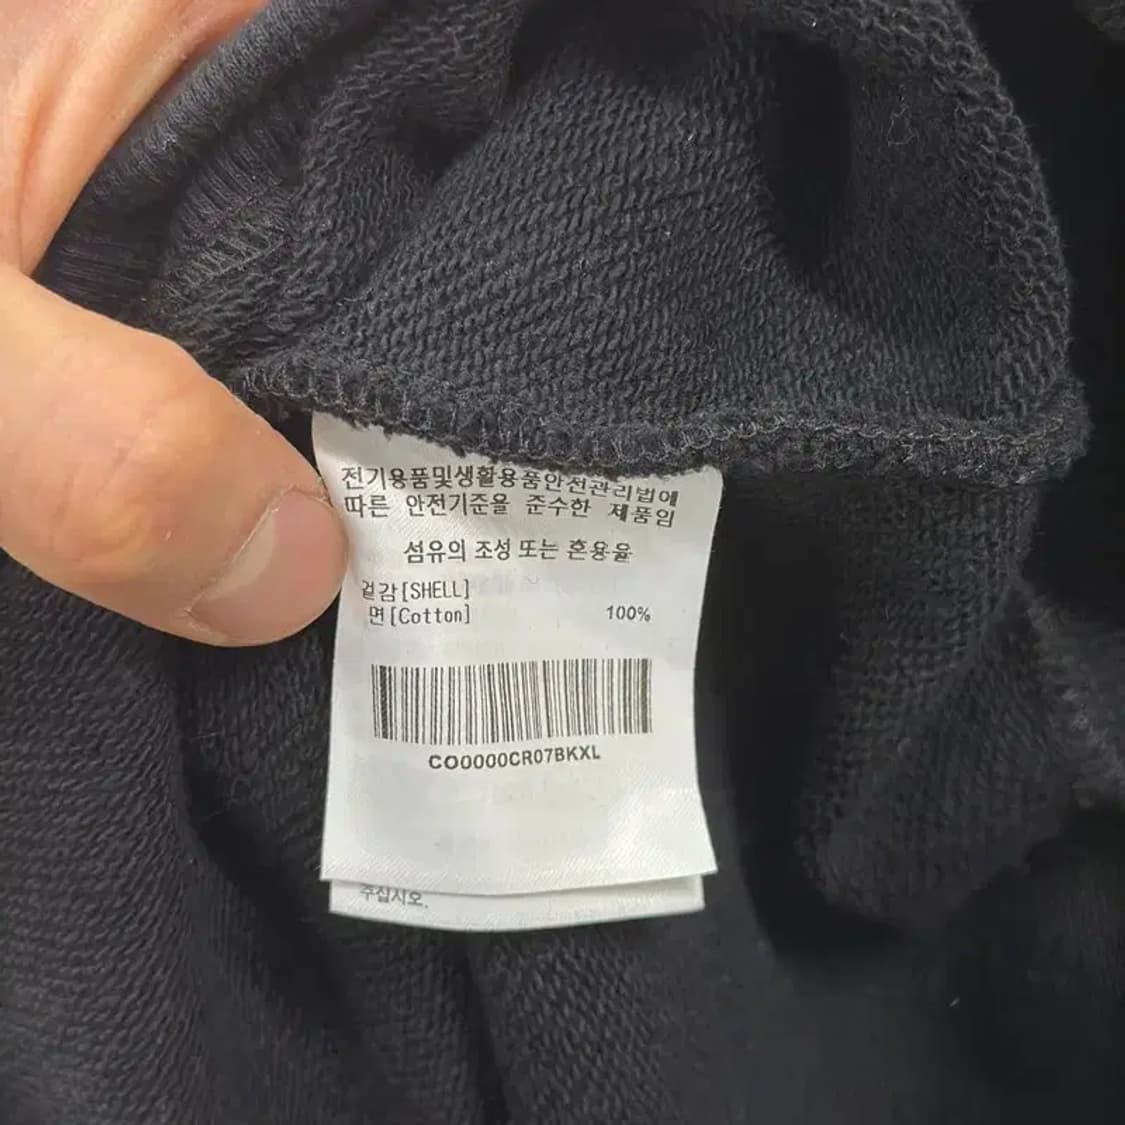 전기용품및생활용품안전관리법에
따른 안전기준을 준수한 제품임
섬유의 조성 또는 혼용율
겉감[SHELL]
면[Cotton] 100%
CO0000CR07BKXL
주십시오.